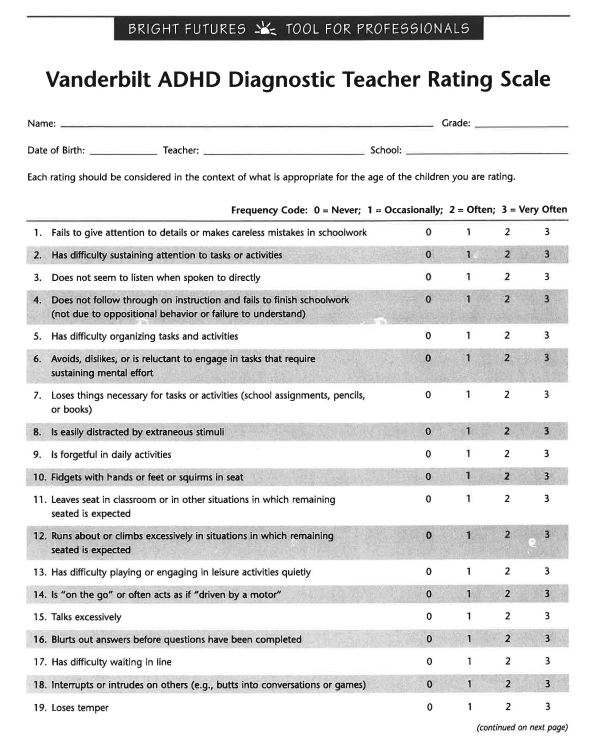 BRIGHT FUTURES TOOL FOR PROFESSIONALS
Vanderbilt ADHD Diagnostic Teacher Rating Scale
Name: Grade:
Date of Birth: Teacher: School:
Each rating should be considered in the context of what is appropriate for the age of the children you are rating.
Frequency Code: 0 = Never; 1 = Occasionally; 2 = Often; 3 = Very Often
1. Fails to give attention to details or makes careless mistakes in schoolwork 0 1 2 3
2. Has difficulty sustaining attention to tasks or activities 0 1 2 3
3. Does not seem to listen when spoken to directly 0 1 2 3
4. Does not follow through on instruction and fails to finish schoolwork 0 1 2 3
(not due to oppositional behavior or failure to understand)
5. Has difficulty organizing tasks and activities 0 1 2 3
6. Avoids, dislikes, or is reluctant to engage in tasks that require 0 1 2 3
sustaining mental effort
7. Loses things necessary for tasks or activities (school assignments, pencils, 0 1 2 3
or books)
8. Is easily distracted by extraneous stimuli 0 1 2 3
9. Is forgetful in daily activities 0 1 2 3
10. Fidgets with hands or feet or squirms in seat 0 1 2 3
11. Leaves seat in classroom or in other situations in which remaining 0 1 2 3
seated is expected
12. Runs about or climbs excessively in situations in which remaining 0 1 2 3
seated is expected
13. Has difficulty playing or engaging in leisure activities quietly 0 1 2 3
14. Is "on the go" or often acts as if "driven by a motor" 0 1 2 3
15. Talks excessively 0 1 2 3
16. Blurts out answers before questions have been completed 0 1 2 3
17. Has difficulty waiting in line 0 1 2 3
18. Interrupts or intrudes on others (e.g., butts into conversations or games) 0 1 2 3
19. Loses temper 0 1 2 3
(continued on next page)